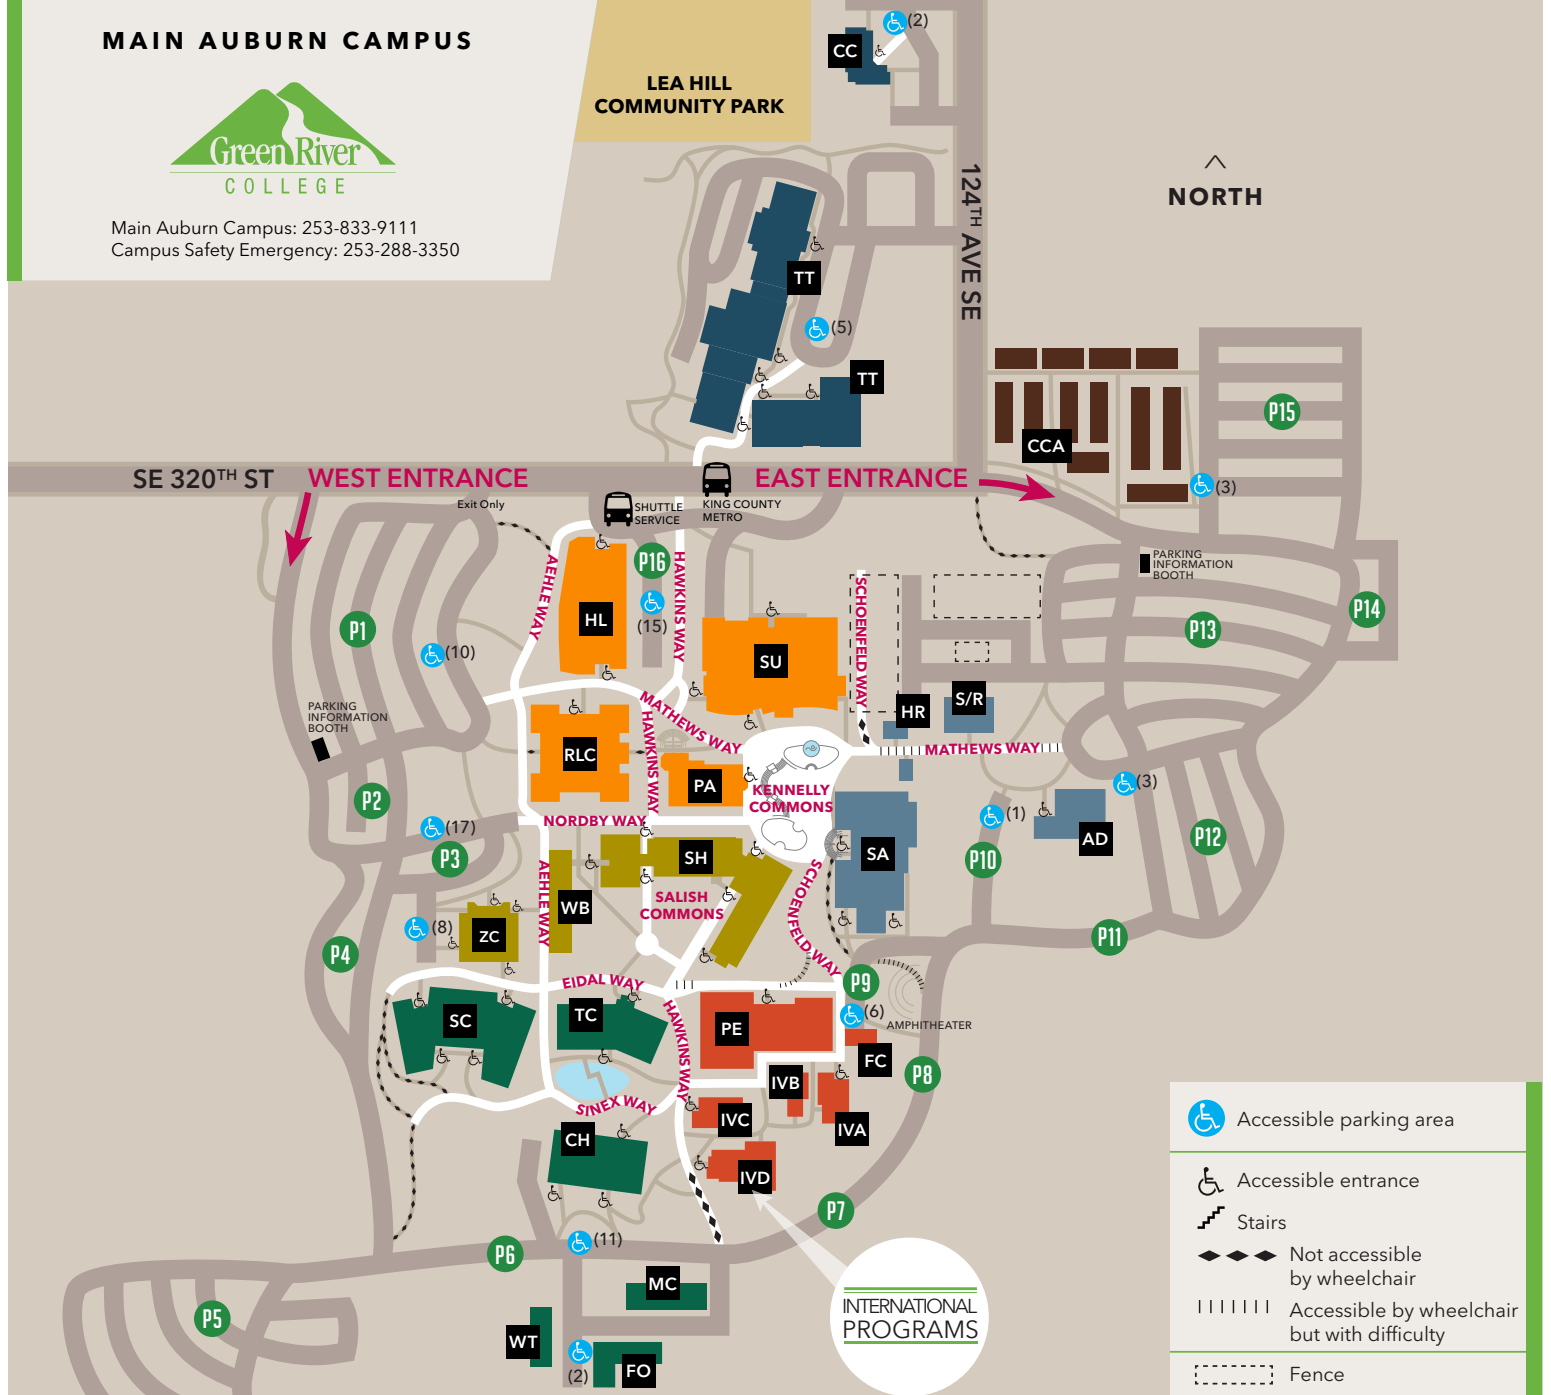 MAIN AUBURN CAMPUS
Green River
COLLEGE
Main Auburn Campus: 253-833-9111
Campus Safety Emergency: 253-288-3350
LEA HILL
COMMUNITY PARK
(2)
CC
124TH AVE SE
NORTH
TT
(5)
TT
CCA
P15
(3)
SE 320TH ST
WEST ENTRANCE
EAST ENTRANCE
Exit Only
SHUTTLE
SERVICE
KING COUNTY
METRO
PARKING
INFORMATION
BOOTH
AEHLE WAY
P16
HAWKINS WAY
(15)
HL
P1
(10)
SU
SCHOENFELD WAY
P13
P14
PARKING
INFORMATION
BOOTH
HR
S/R
MATHEWS WAY
MATHEWS WAY
HAWKINS WAY
RLC
PA
KENNELLY
COMMONS
P2
(17)
P3
NORDBY WAY
SH
SA
(1)
(3)
AD
P10
P12
AEHLE WAY
WB
SALISH
COMMONS
SCHOENFELD WAY
(8)
ZC
P4
P11
EIDAL WAY
P9
(6)
AMPHITHEATER
SC
TC
HAWKINS WAY
PE
FC
P8
IVB
SINEX WAY
IVC
IVA
CH
IVD
P7
P6
(11)
MC
P5
WT
(2)
FO
INTERNATIONAL
PROGRAMS
Accessible parking area
Accessible entrance
Stairs
Not accessible
by wheelchair
Accessible by wheelchair
but with difficulty
Fence